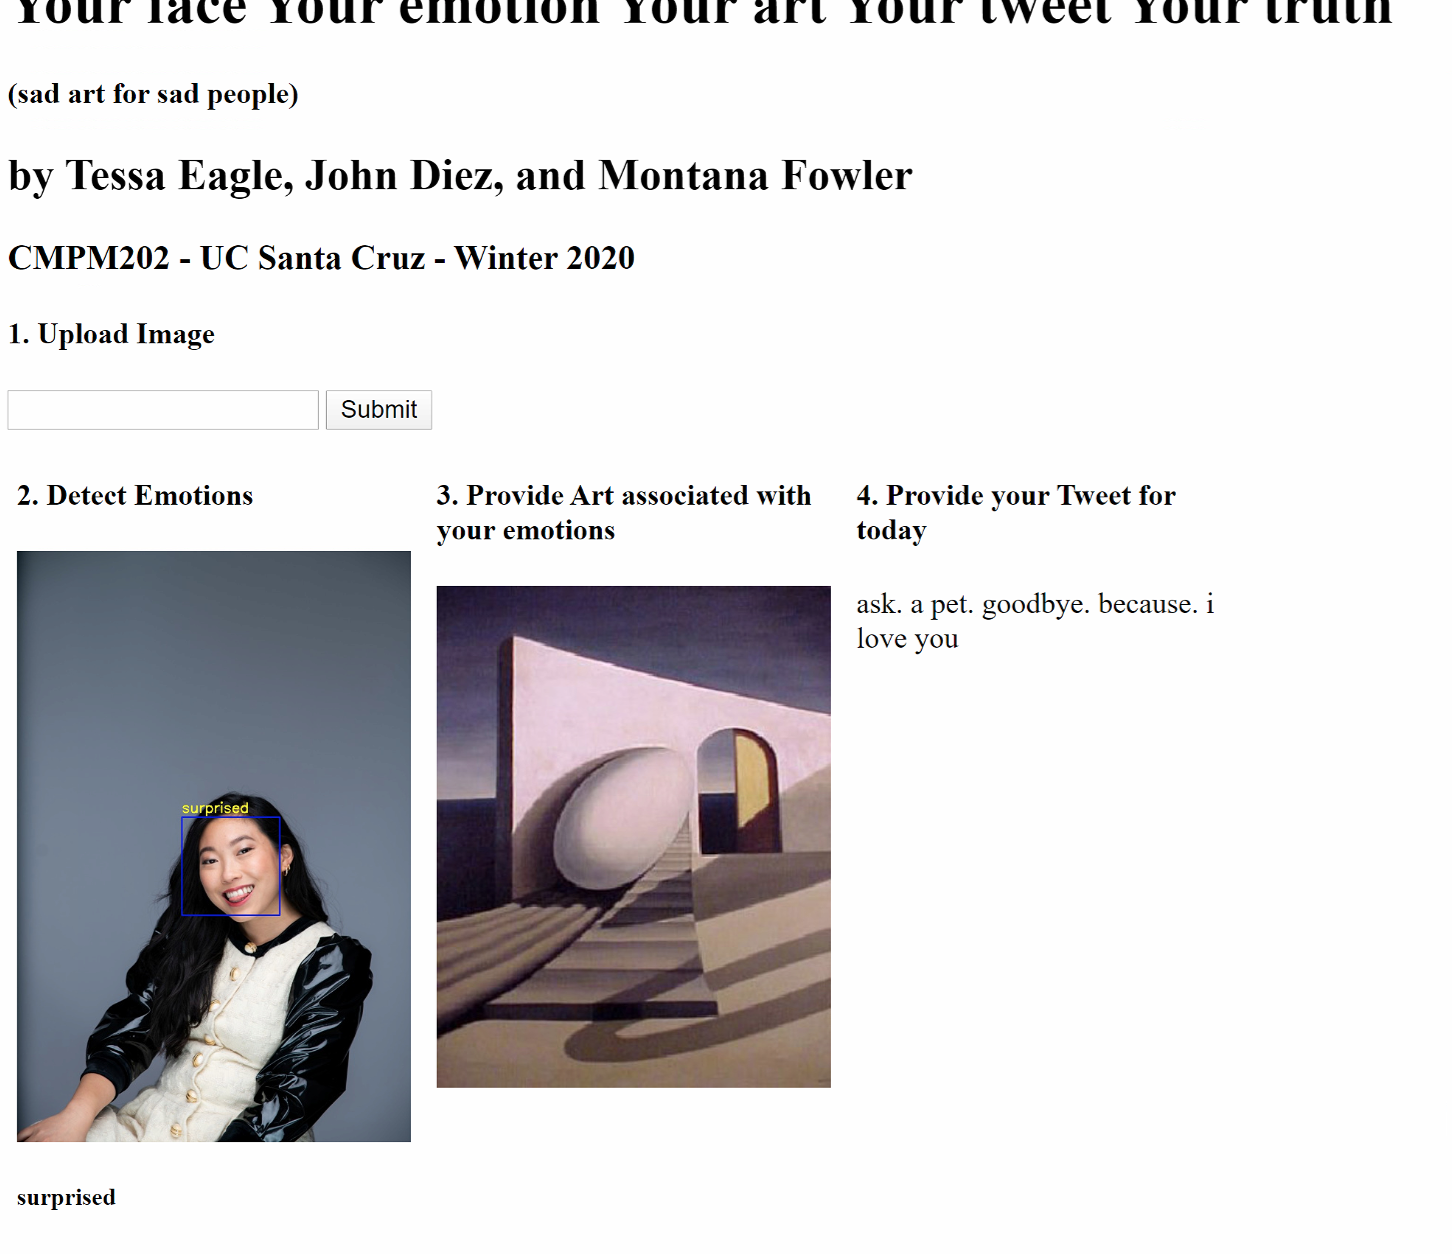 Your face Your emotion Your art Your tweet Your truth
(sad art for sad people)
by Tessa Eagle, John Diez, and Montana Fowler
CMPM202 - UC Santa Cruz - Winter 2020
1. Upload Image
Submit
2. Detect Emotions
surprised
surprised
3. Provide Art associated with
your emotions
4. Provide your Tweet for
today
ask. a pet. goodbye. because. i
love you